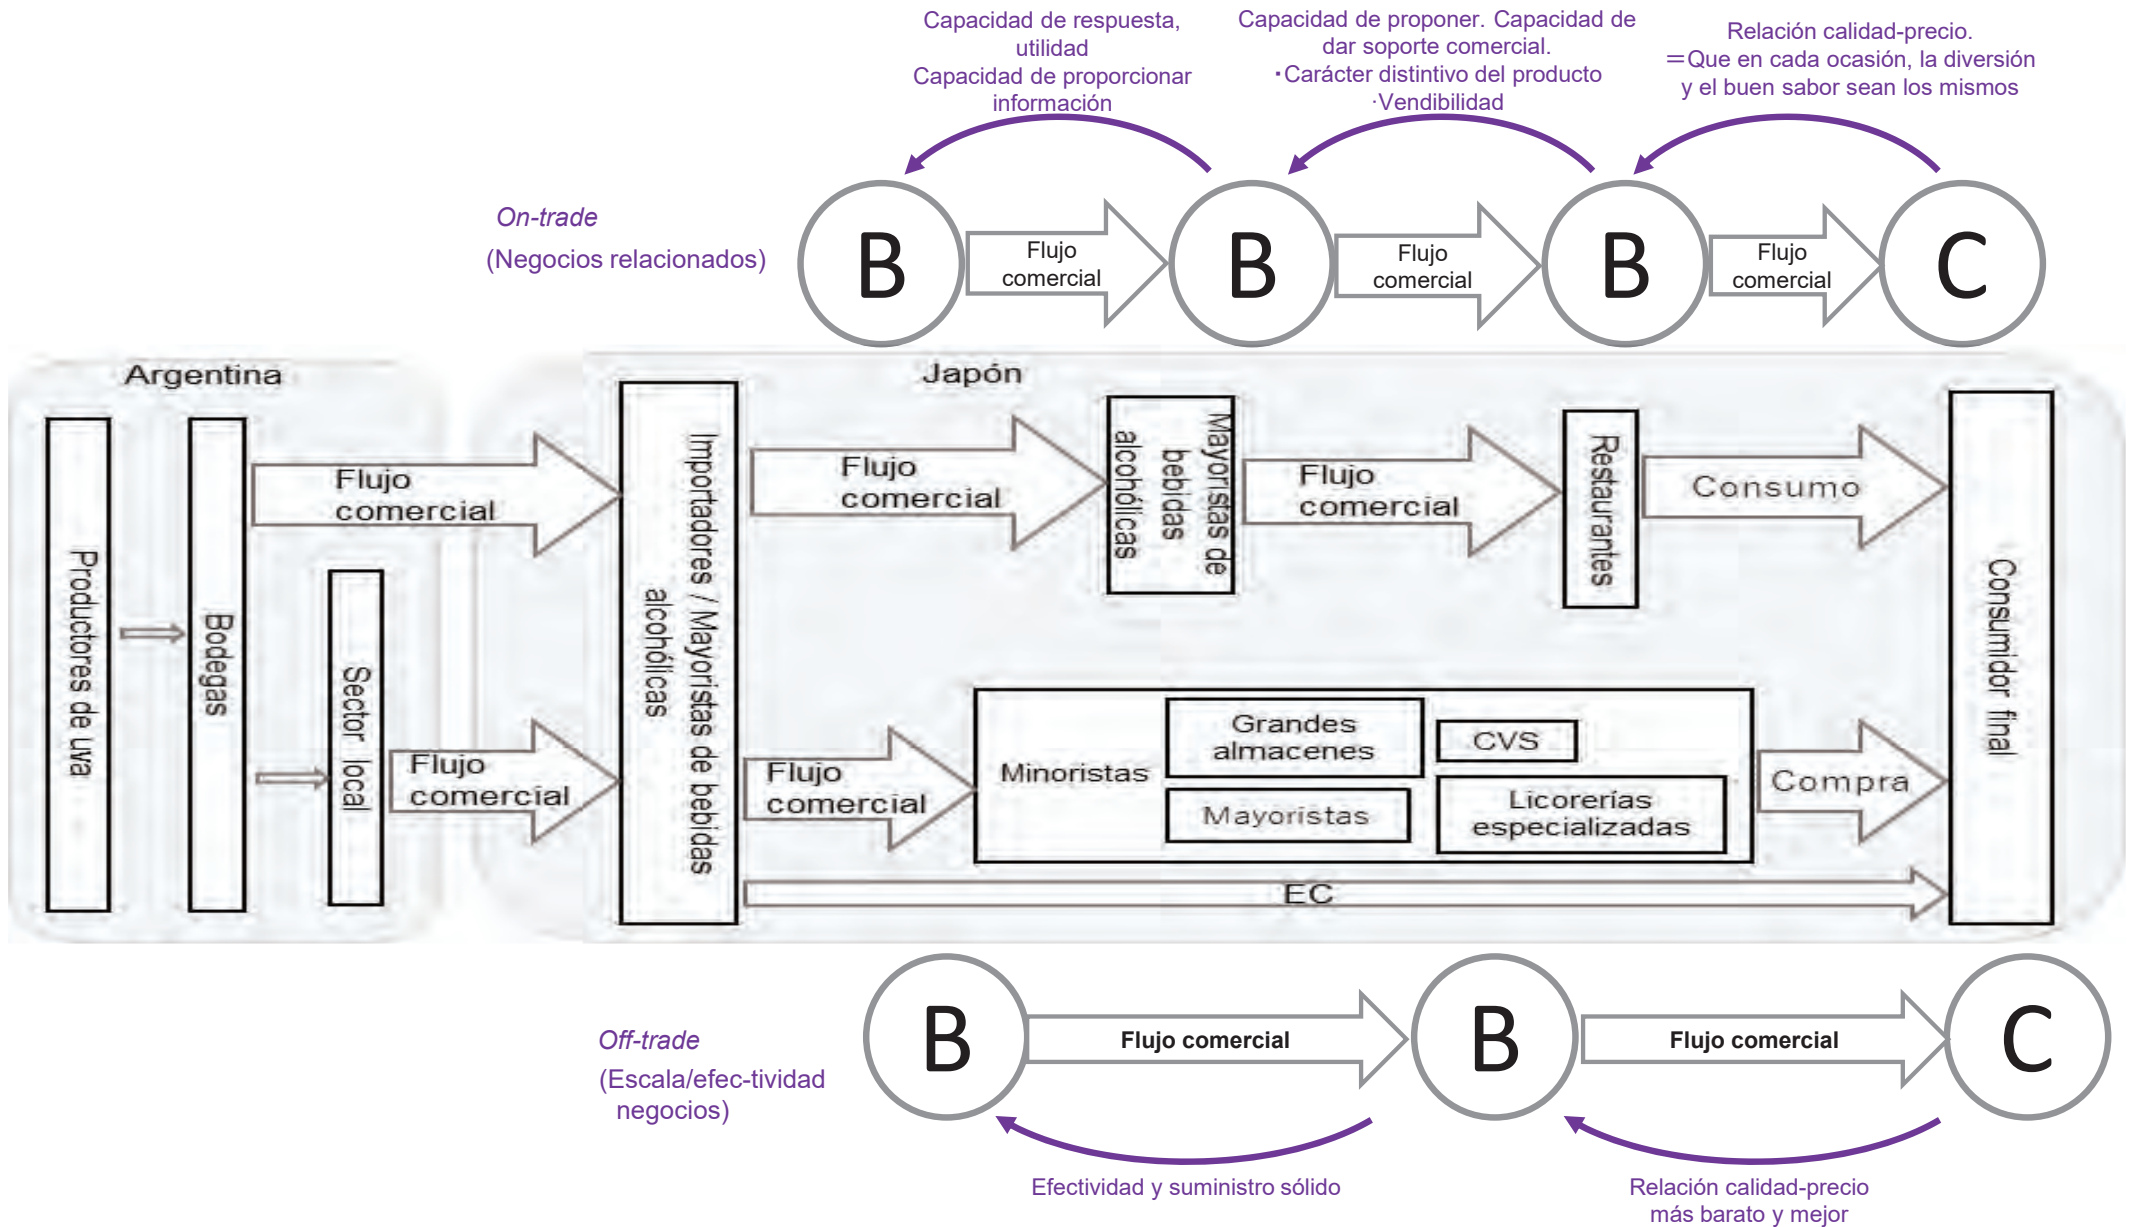 Capacidad de respuesta,
utilidad
Capacidad de proporcionar
información
Capacidad de proponer. Capacidad de
dar soporte comercial.
・Carácter distintivo del producto
·Vendibilidad
Relación calidad-precio.
＝Que en cada ocasión, la diversión
y el buen sabor sean los mismos
On-trade
(Negocios relacionados)
B
Flujo
comercial
B
Flujo
comercial
B
Flujo
comercial
C
Argentina
Japón
Productores de uva
Bodegas
Sector local
Flujo
comercial
Flujo
comercial
Importadores / Mayoristas de bebidas
alcohólicas
Flujo
comercial
Mayoristas de
bebidas
alcohólicas
Flujo
comercial
Restaurantes
Consumo
Flujo
comercial
Minoristas
Grandes
almacenes
CVS
Mayoristas
Licorerías
especializadas
Compra
EC
Consumidor final
Off-trade
(Escala/efec-tividad
negocios)
B
Flujo comercial
B
Flujo comercial
C
Efectividad y suministro sólido
Relación calidad-precio
más barato y mejor